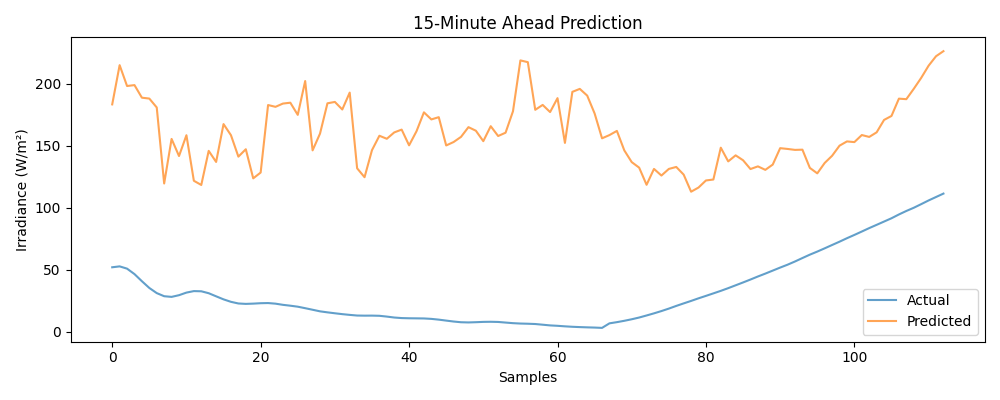 15-Minute Ahead Prediction
Irradiance (W/m²)
200
150
100
50
0
0 20 40 60 80 100
Samples
Actual
Predicted